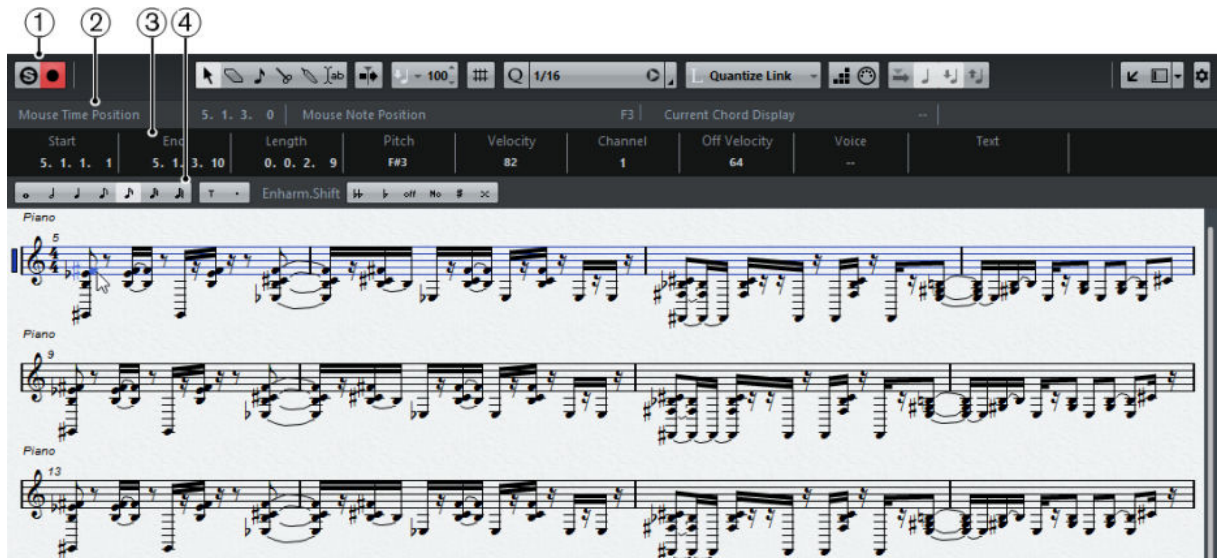 1 2 3 4
S ab 100 Q 1/16 L Quantize Link
Mouse Time Position 5. 1. 3. 0 Mouse Note Position F3 Current Chord Display --
Start End Length Pitch Velocity Channel Off Velocity Voice Text
5. 1. 1. 1 5. 1. 3. 10 0. 0. 2. 9 F#3 82 1 64 --
T . Enharm.Shift off No
Piano
5
4
4
Piano
9
Piano
13